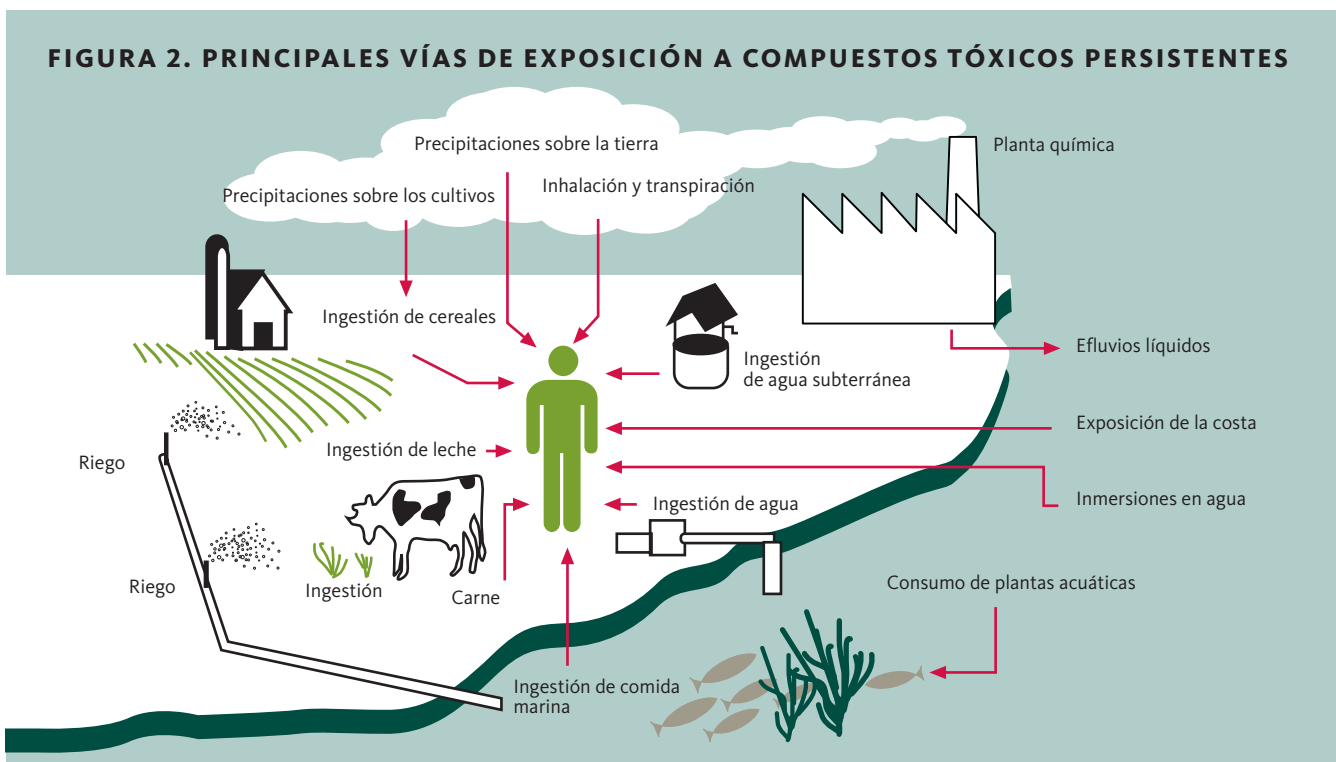 FIGURA 2. PRINCIPALES VÍAS DE EXPOSICIÓN A COMPUESTOS TÓXICOS PERSISTENTES
Precipitaciones sobre la tierra
Planta química
Precipitaciones sobre los cultivos
Inhalación y transpiración
Ingestión de cereales
Ingestión
de agua subterránea
Efluvios líquidos
Exposición de la costa
Ingestión de leche
Riego
Inmersiones en agua
Ingestión de agua
Riego
Ingestión
Carne
Consumo de plantas acuáticas
Ingestión de comida
marina